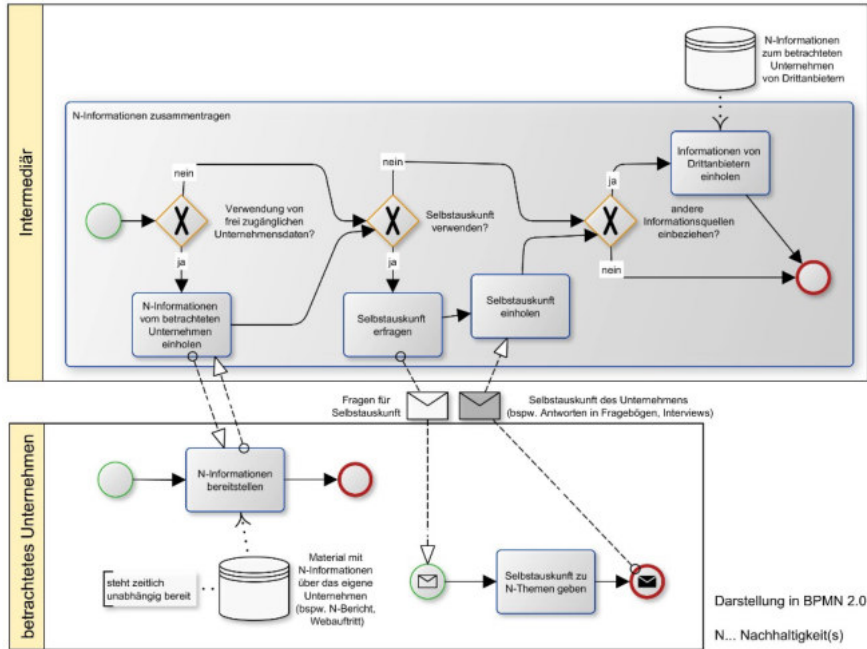 Intermediär
N-Informationen
zum betrachteten
Unternehmen
von Drittanbietern
N-Informationen zusammentragen
nein
Verwendung von
frei zugänglichen
Unternehmensdaten?
ja
N-Informationen
vom betrachteten
Unternehmen
einholen
nein
Selbstauskunft
verwenden?
ja
Selbstauskunft
erfragen
Selbstauskunft
einholen
ja
Informationen von
Drittanbietern
einholen
andere
Informationsquellen
einbeziehen?
nein
Fragen für
Selbstauskunft
Selbstauskunft des Unternehmens
(bspw. Antworten in Fragebögen, Interviews)
betrachtetes Unternehmen
N-Informationen
bereitstellen
steht zeitlich
unabhängig bereit
Material mit
N-Informationen
über das eigene
Unternehmen
(bspw. N-Bericht,
Webauftritt)
Selbstauskunft zu
N-Themen geben
Darstellung in BPMN 2.0
N... Nachhaltigkeit(s)